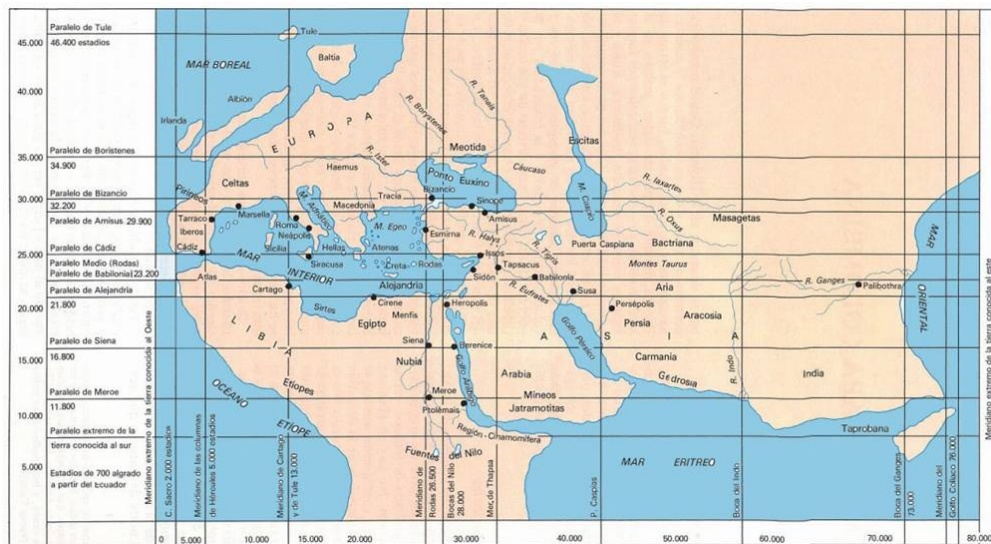 45.000
40.000
35.000
30.000
25.000
20.000
15.000
10.000
5.000
Paralelo de Tule
46.400 estadios
Paralelo de Boristenes
34.900
Paralelo de Bizancio
32.200
Paralelo de Amisus 29.900
Paralelo de Cádiz
Paralelo Medio (Rodas)
Paralelo de Babilonia 23.200
Paralelo de Alejandría
21.800
Paralelo de Siena
16.800
Paralelo de Meroe
11.800
Paralelo extremo de la
tierra conocida al sur
Estadios de 700 algrado
a partir del Ecuador
Meridiano extremo de la tierra conocida al Oeste
C. Sacro 2.000 estadios
Meridiano de las columnas
de Hércules 5.000 estadios
Meridiano de Cartago
y de Tule 13.000
Meridiano de
Rodas 26.500
Bocas del Nilo
28.000
Mer. de Thapsa
P. Caspias
Boca del Indo
Boca del Ganges
73.000
Meridiano del
Golfo Coliaco 76.000
Meridiano extremo de la tierra conocida al este
MAR BOREAL
Tule
Baltia
Albión
Irlanda
EUROPA
R. Borystenes
R. Tanais
Escitas
Meotida
Cáucaso
R. Ister
Haemus
Celtas
Pirineos
Ponto Euxino
Bizancio
Sinope
Amisus
Tracia
Macedonia
M. Adriático
M. Caspio
R. Iaxartes
R. Oxus
Masagetas
Marsella
Tarraco
Iberos
Cádiz
Roma
Neápolis
Sicilia
Siracusa
Hellas
M. Egeo
Atenas
Esmirna
R. Halys
Creta
Rodas
Issos
Tapsacus
R. Tigris
Puerta Caspiana
Bactriana
Montes Taurus
MAR INTERIOR
Atlas
Cartago
Sirtes
Cirene
Alejandría
Sidón
Heropolis
Menfis
Egipto
R. Eufrates
Babilonia
Susa
Persépolis
Persia
Aria
Aracosia
R. Ganges
Palibothra
MAR ORIENTAL
LIBIA
ASIA
Siena
Berenice
Nubia
Golfo Arábigo
Golfo Pérsico
Arabia
Carmania
Gedrosia
R. Indo
India
Etíopes
Meroe
Ptolémais
Mineos
Jatramotitas
OCÉANO ETÍOPE
Región Chamomifera
Fuentes del Nilo
MAR ERITREO
Taprobana
0
5.000
10.000
15.000
20.000
30.000
40.000
50.000
60.000
70.000
80.000